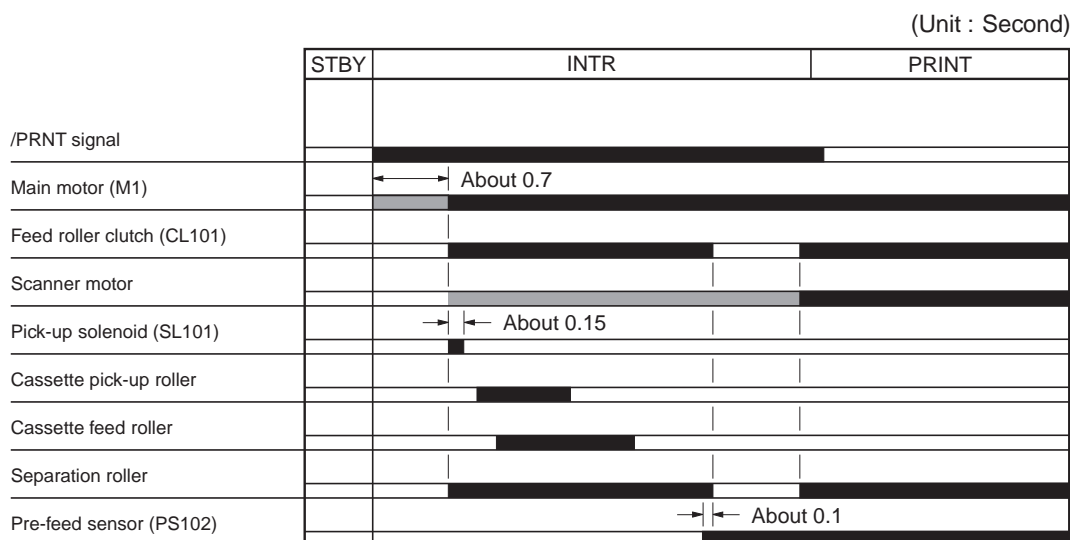 (Unit : Second)
STBY INTR PRINT
/PRNT signal
Main motor (M1) About 0.7
Feed roller clutch (CL101)
Scanner motor
Pick-up solenoid (SL101) About 0.15
Cassette pick-up roller
Cassette feed roller
Separation roller
Pre-feed sensor (PS102) About 0.1